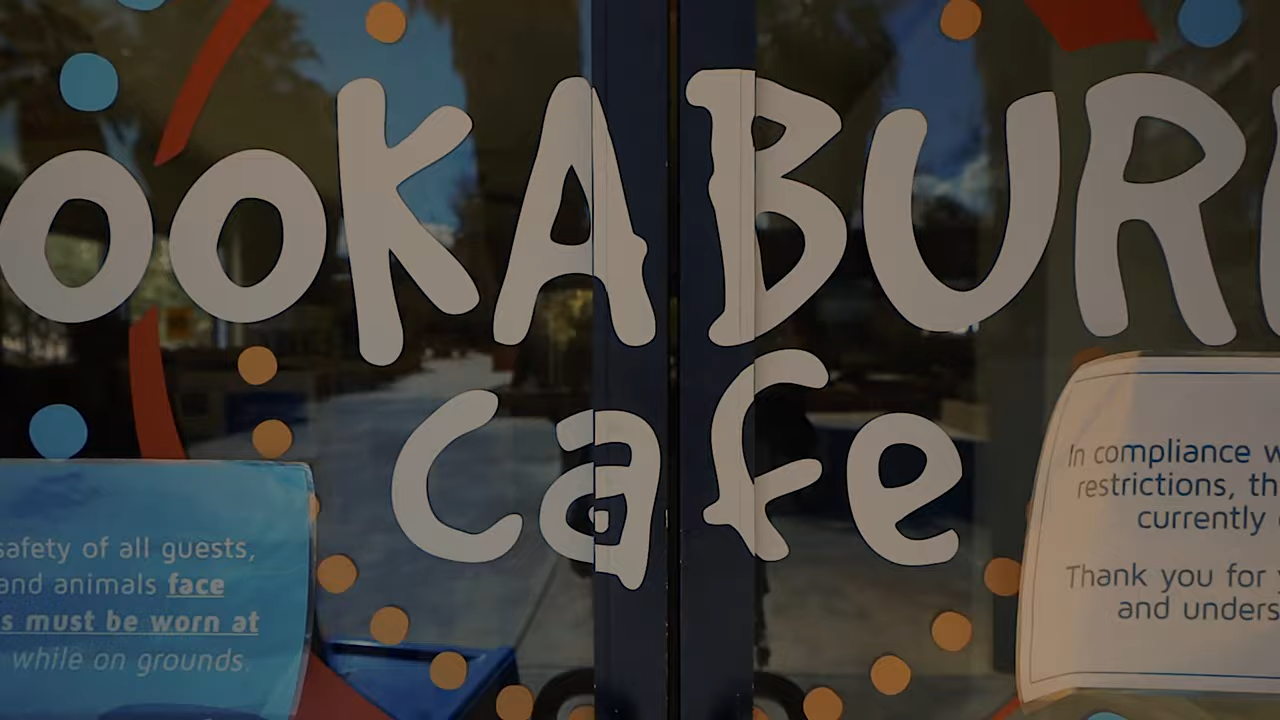 OOKABURR
Cafe
safety of all guests,
and animals face
s must be worn at
while on grounds
In compliance w
restrictions, th
currently
Thank you for y
and unders